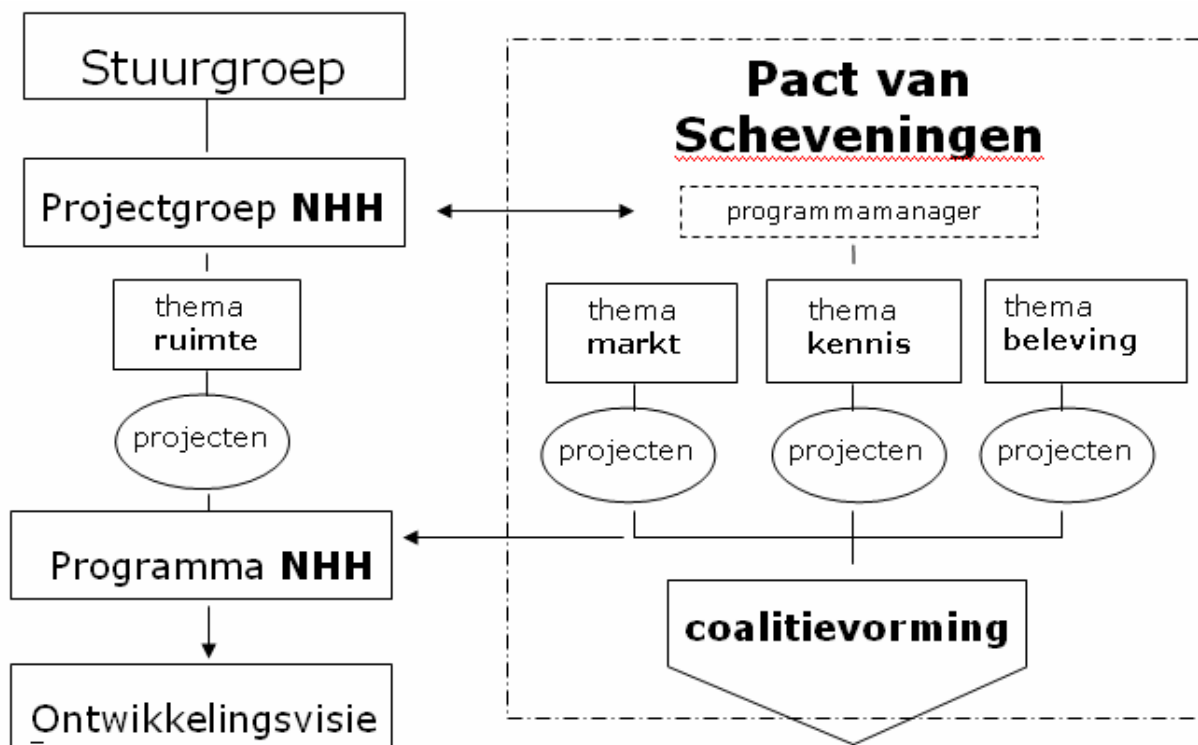 Stuurgroep
Projectgroep NHH
thema
ruimte
projecten
Programma NHH
Ontwikkelingsvisie
Pact van
Scheveningen
programmamanager
thema
markt
thema
kennis
thema
beleving
projecten
projecten
projecten
coalitievorming